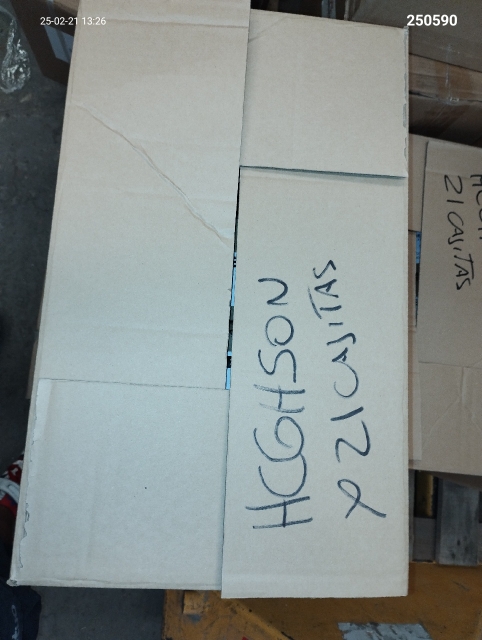 25-02-21 13:26
250590
HCGHSON
x 21 CAJITAS
21 CAJITAS